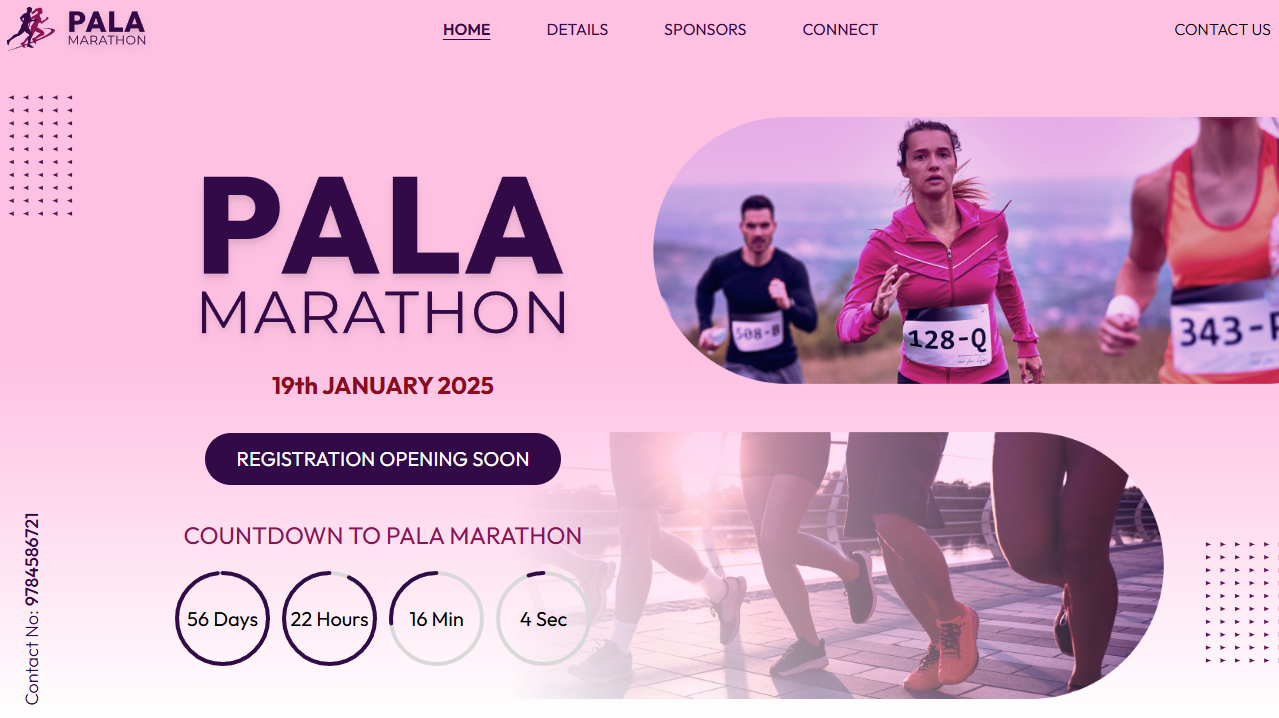 PALA
MARATHON
HOME
DETAILS
SPONSORS
CONNECT
CONTACT US
PALA
MARATHON
508-B
128-Q
343-
19th JANUARY 2025
REGISTRATION OPENING SOON
COUNTDOWN TO PALA MARATHON
56 Days
22 Hours
16 Min
4 Sec
Contact No: 9784586721